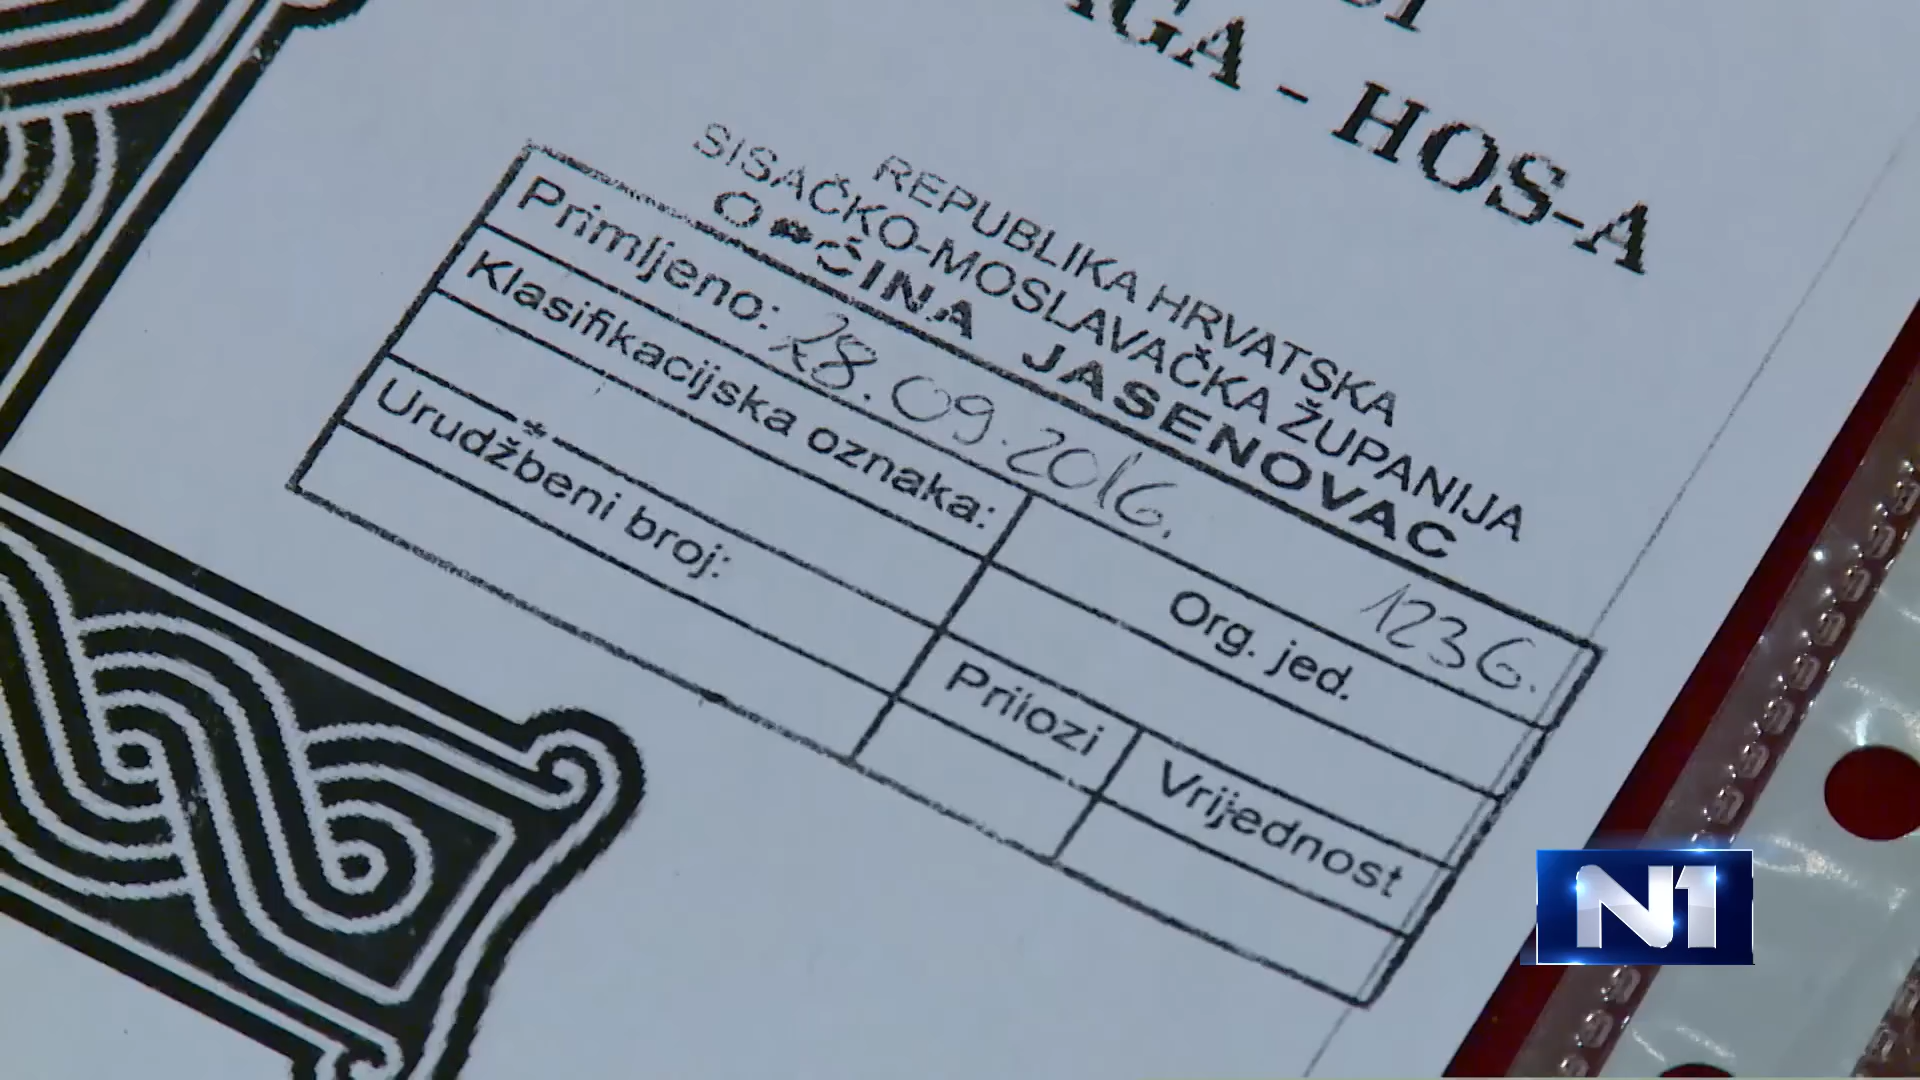 - HOS-A
REPUBLIKA HRVATSKA
SISAČKO-MOSLAVAČKA ŽUPANIJA
OPĆINA JASENOVAC
Primljeno: 28.09.2016. 1236.
Klasifikacijska oznaka: Org. jed.
Urudžbeni broj: Prilozi Vrijednost
N1